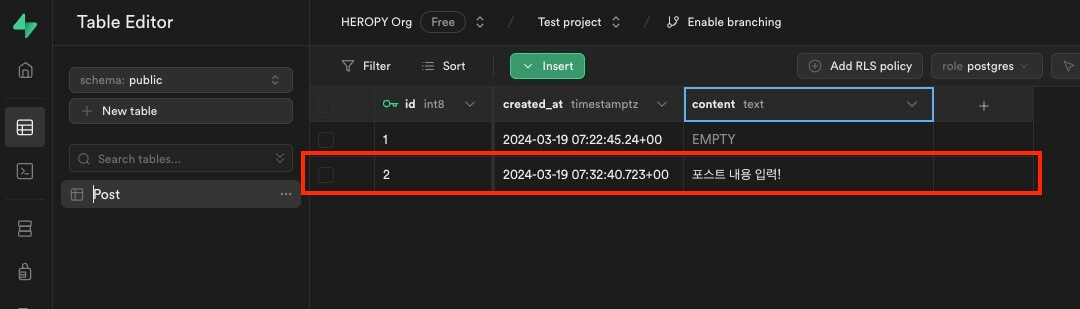 Table Editor
HEROPY Org Free / Test project / Enable branching
schema: public
New table
Search tables...
Post ...
Filter Sort Insert Add RLS policy role postgres
id int8 created_at timestamptz content text +
1 2024-03-19 07:22:45.24+00 EMPTY
2 2024-03-19 07:32:40.723+00 포스트 내용 입력!